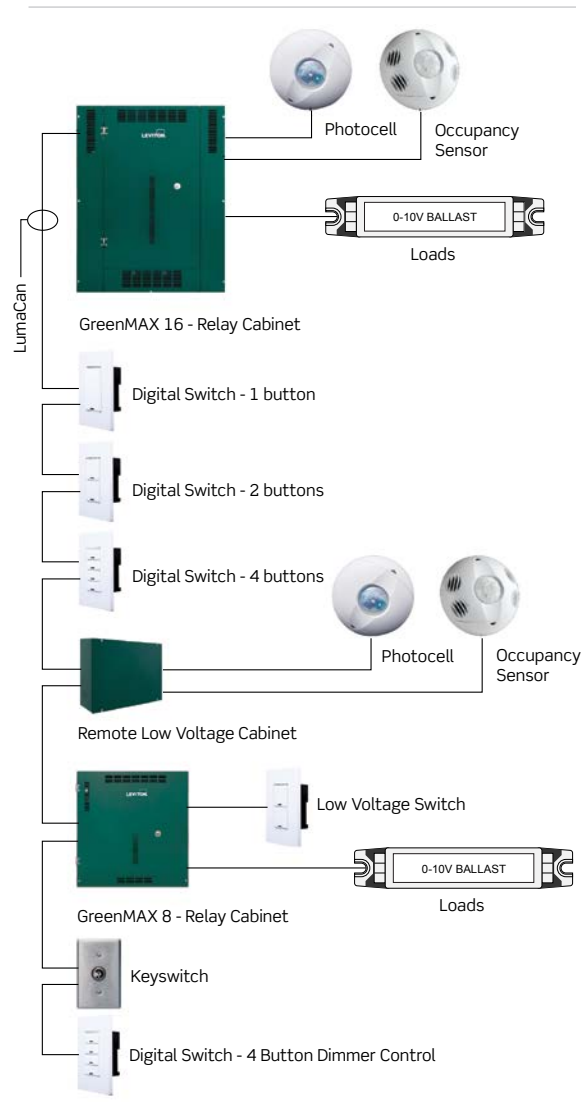 Photocell
Occupancy
Sensor
LEVITON
0-10V BALLAST
Loads
LumaCan
GreenMAX 16 - Relay Cabinet
Digital Switch - 1 button
Digital Switch - 2 buttons
Digital Switch - 4 buttons
Photocell
Occupancy
Sensor
Remote Low Voltage Cabinet
LEVITON
Low Voltage Switch
0-10V BALLAST
Loads
GreenMAX 8 - Relay Cabinet
Keyswitch
Digital Switch - 4 Button Dimmer Control